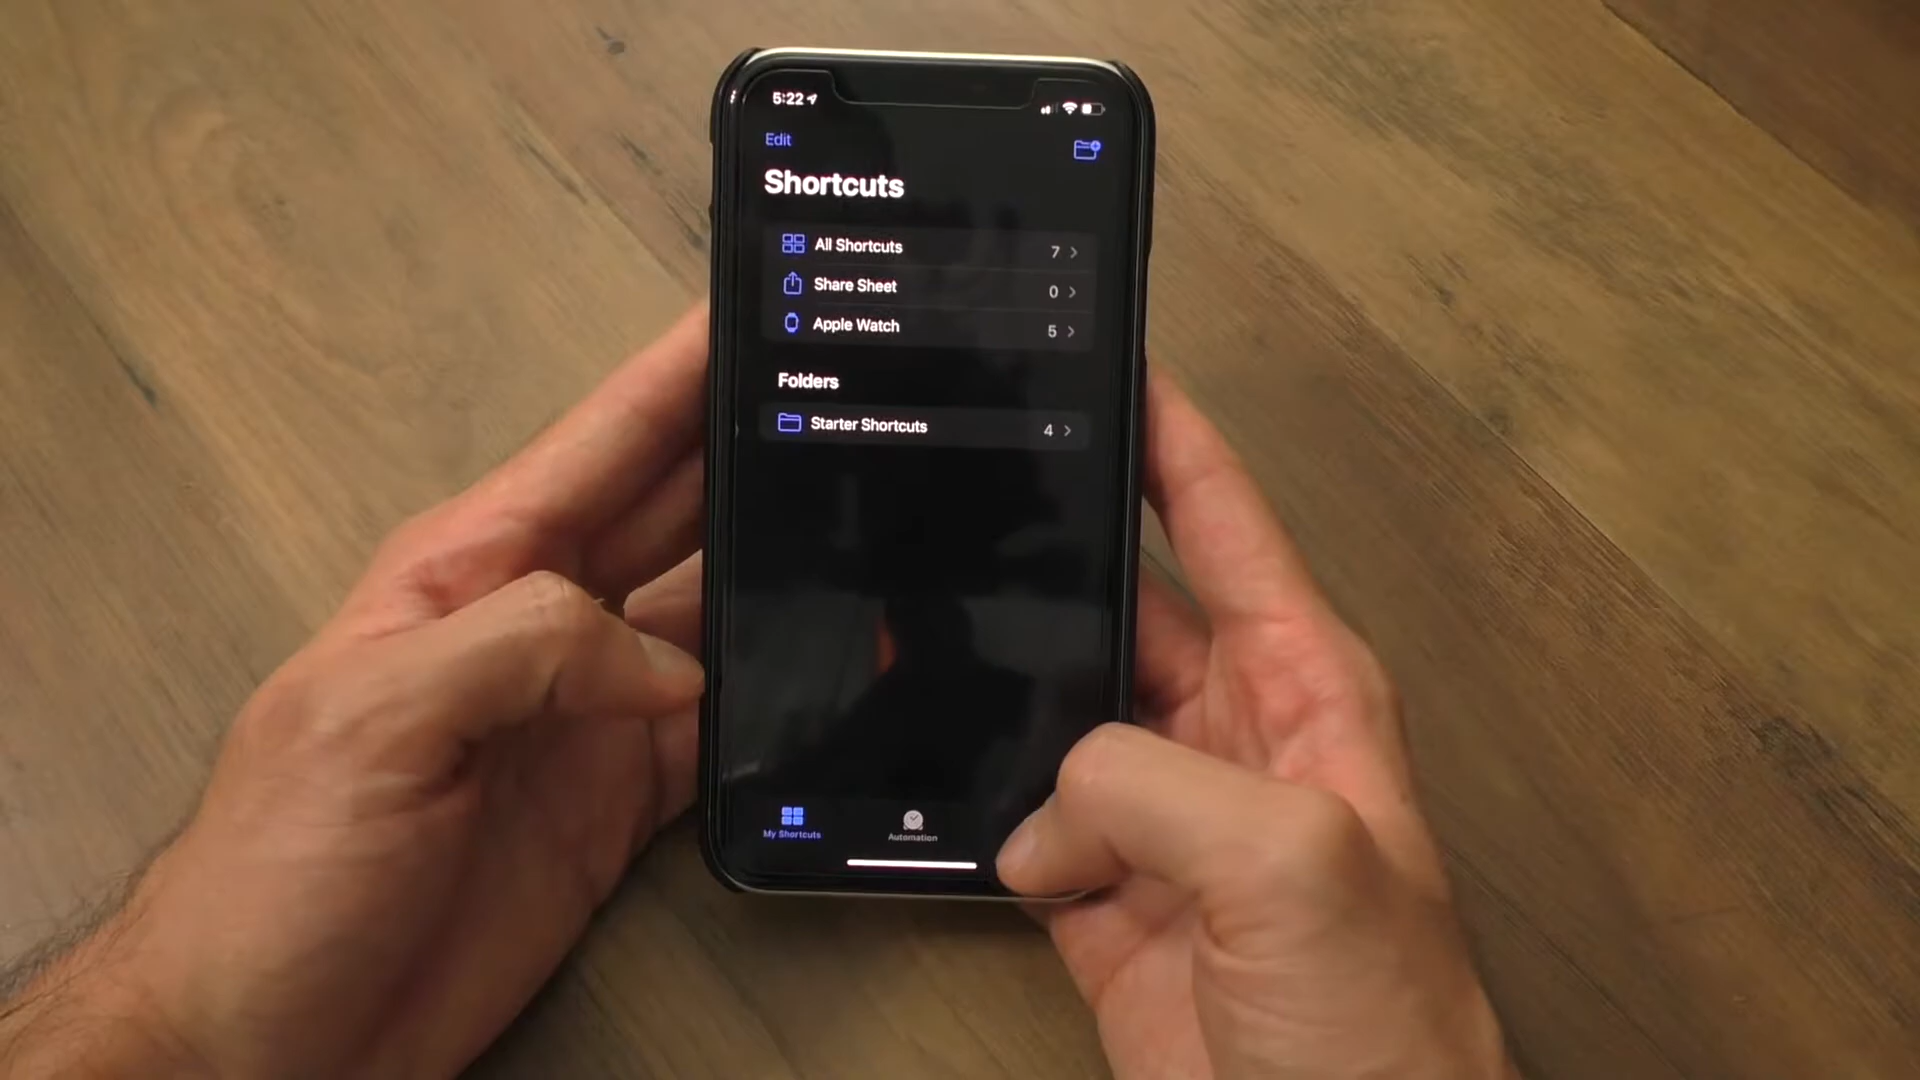 5:22
Edit
Shortcuts
All Shortcuts 7
Share Sheet 0
Apple Watch 5
Folders
Starter Shortcuts 4
My Shortcuts
Automation